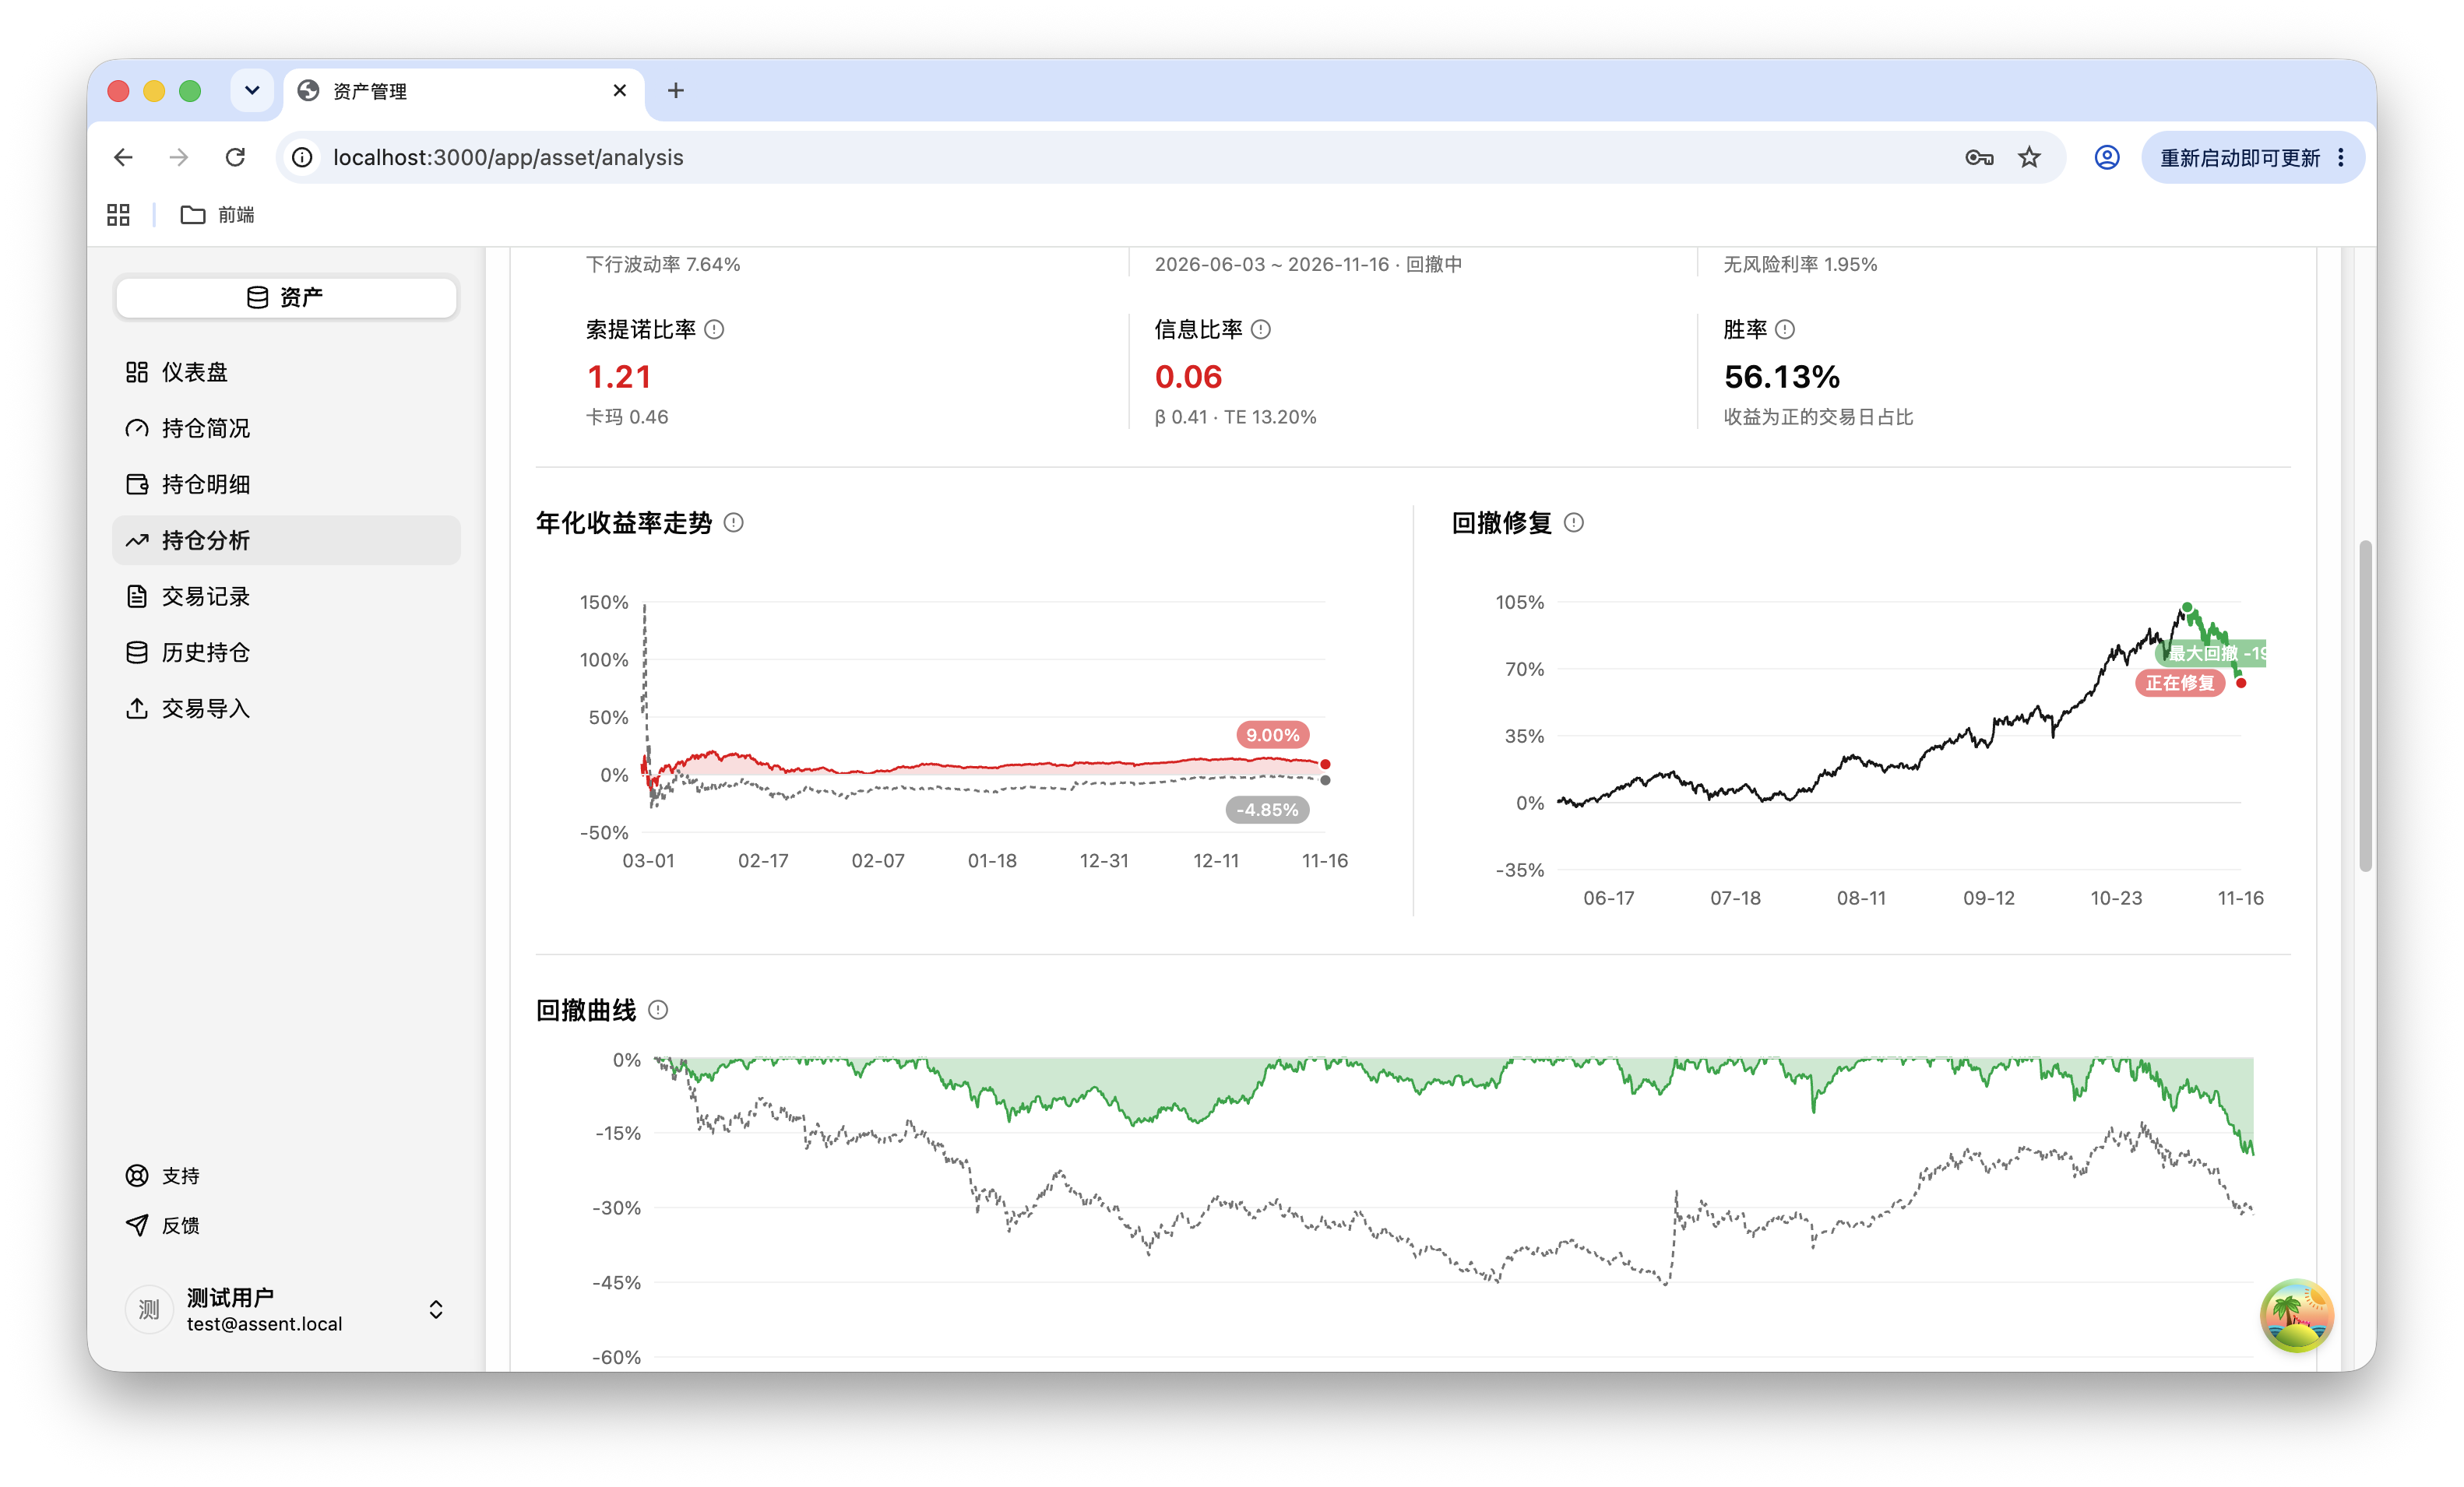 资产管理
localhost:3000/app/asset/analysis
重新启动即可更新
前端
资产
仪表盘
持仓简况
持仓明细
持仓分析
交易记录
历史持仓
交易导入
支持
反馈
测
测试用户
test@assent.local
下行波动率 7.64%
2026-06-03 ~ 2026-11-16 · 回撤中
无风险利率 1.95%
索提诺比率
1.21
卡玛 0.46
信息比率
0.06
β 0.41 · TE 13.20%
胜率
56.13%
收益为正的交易日占比
年化收益率走势
150%
100%
50%
0%
-50%
9.00%
-4.85%
03-01 02-17 02-07 01-18 12-31 12-11 11-16
回撤修复
105%
70%
35%
0%
-35%
最大回撤 -19
正在修复
06-17 07-18 08-11 09-12 10-23 11-16
回撤曲线
0%
-15%
-30%
-45%
-60%